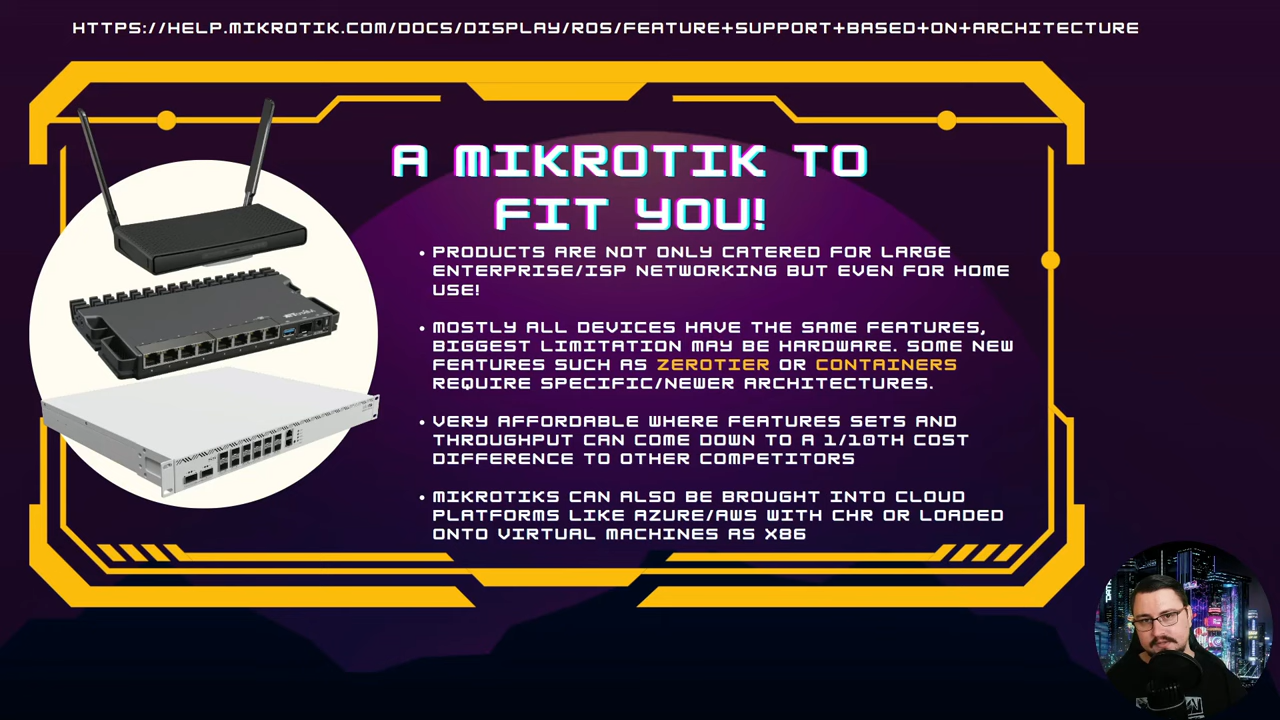 HTTPS://HELP.MIKROTIK.COM/DOCS/DISPLAY/ROS/FEATURE+SUPPORT+BASED+ON+ARCHITECTURE
A MIKROTIK TO
FIT YOU!
• PRODUCTS ARE NOT ONLY CATERED FOR LARGE
ENTERPRISE/ISP NETWORKING BUT EVEN FOR HOME
USE!
• MOSTLY ALL DEVICES HAVE THE SAME FEATURES,
BIGGEST LIMITATION MAY BE HARDWARE. SOME NEW
FEATURES SUCH AS ZEROTIER OR CONTAINERS
REQUIRE SPECIFIC/NEWER ARCHITECTURES.
• VERY AFFORDABLE WHERE FEATURES SETS AND
THROUGHPUT CAN COME DOWN TO A 1/10TH COST
DIFFERENCE TO OTHER COMPETITORS
• MIKROTIKS CAN ALSO BE BROUGHT INTO CLOUD
PLATFORMS LIKE AZURE/AWS WITH CHR OR LOADED
ONTO VIRTUAL MACHINES AS X86